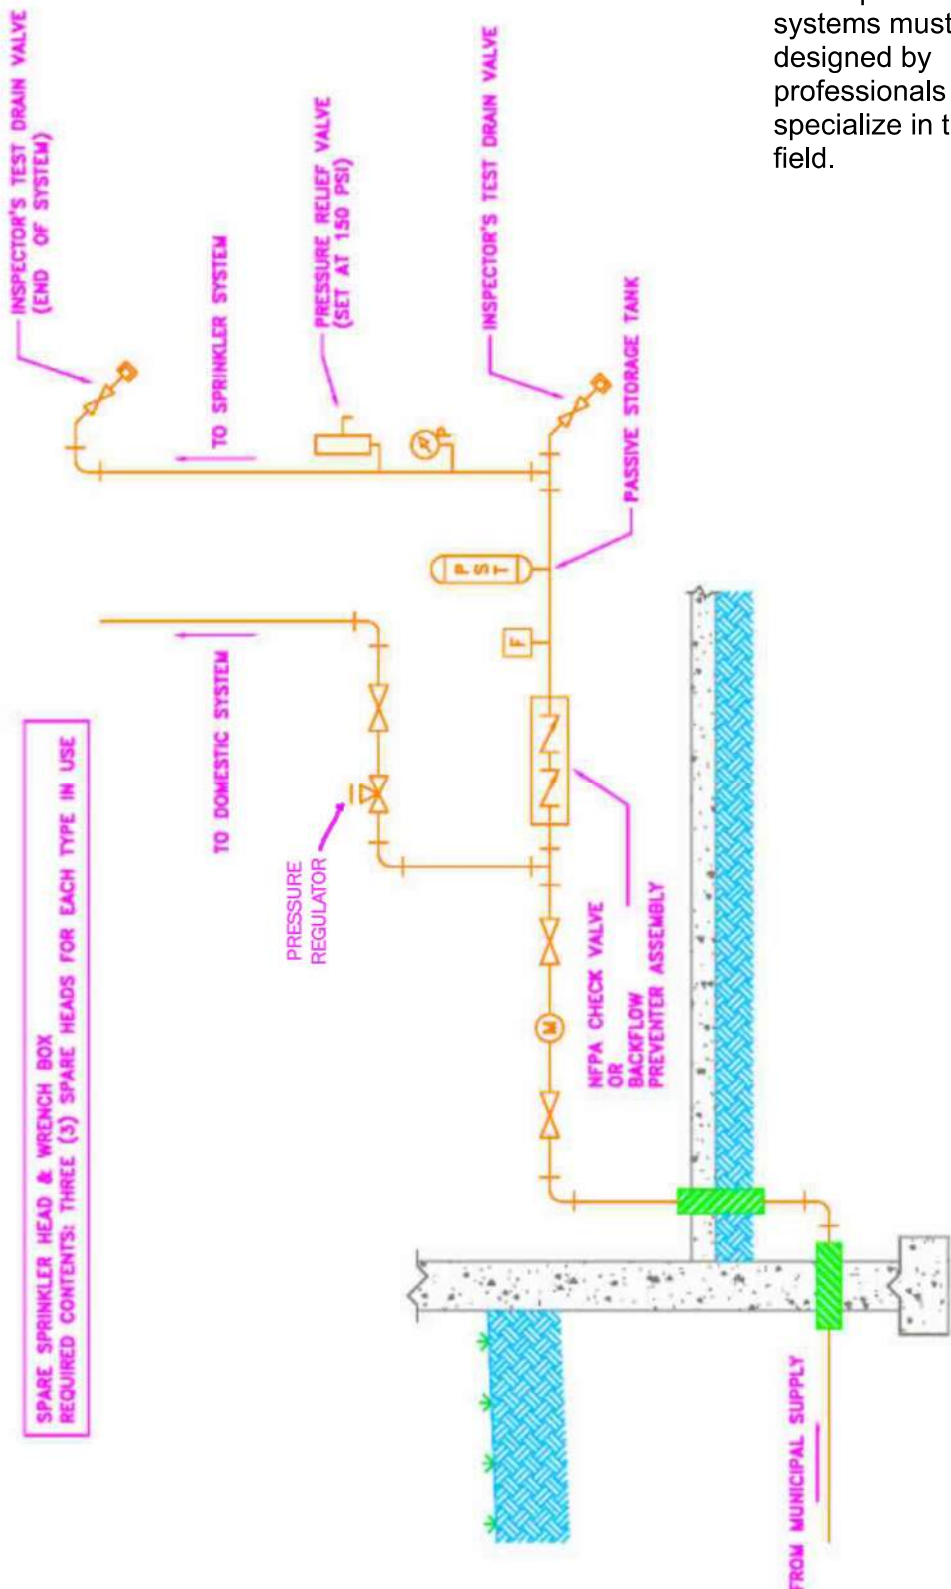 systems must
designed by
professionals
specialize in t
field.
INSPECTOR'S TEST DRAIN VALVE
(END OF SYSTEM)
TO SPRINKLER SYSTEM
PRESSURE RELIEF VALVE
(SET AT 150 PSI)
INSPECTOR'S TEST DRAIN VALVE
P
PASSIVE STORAGE TANK
PST
F
TO DOMESTIC SYSTEM
PRESSURE
REGULATOR
SPARE SPRINKLER HEAD & WRENCH BOX
REQUIRED CONTENTS: THREE (3) SPARE HEADS FOR EACH TYPE IN USE
NFPA CHECK VALVE
OR
BACKFLOW
PREVENTER ASSEMBLY
M
FROM MUNICIPAL SUPPLY